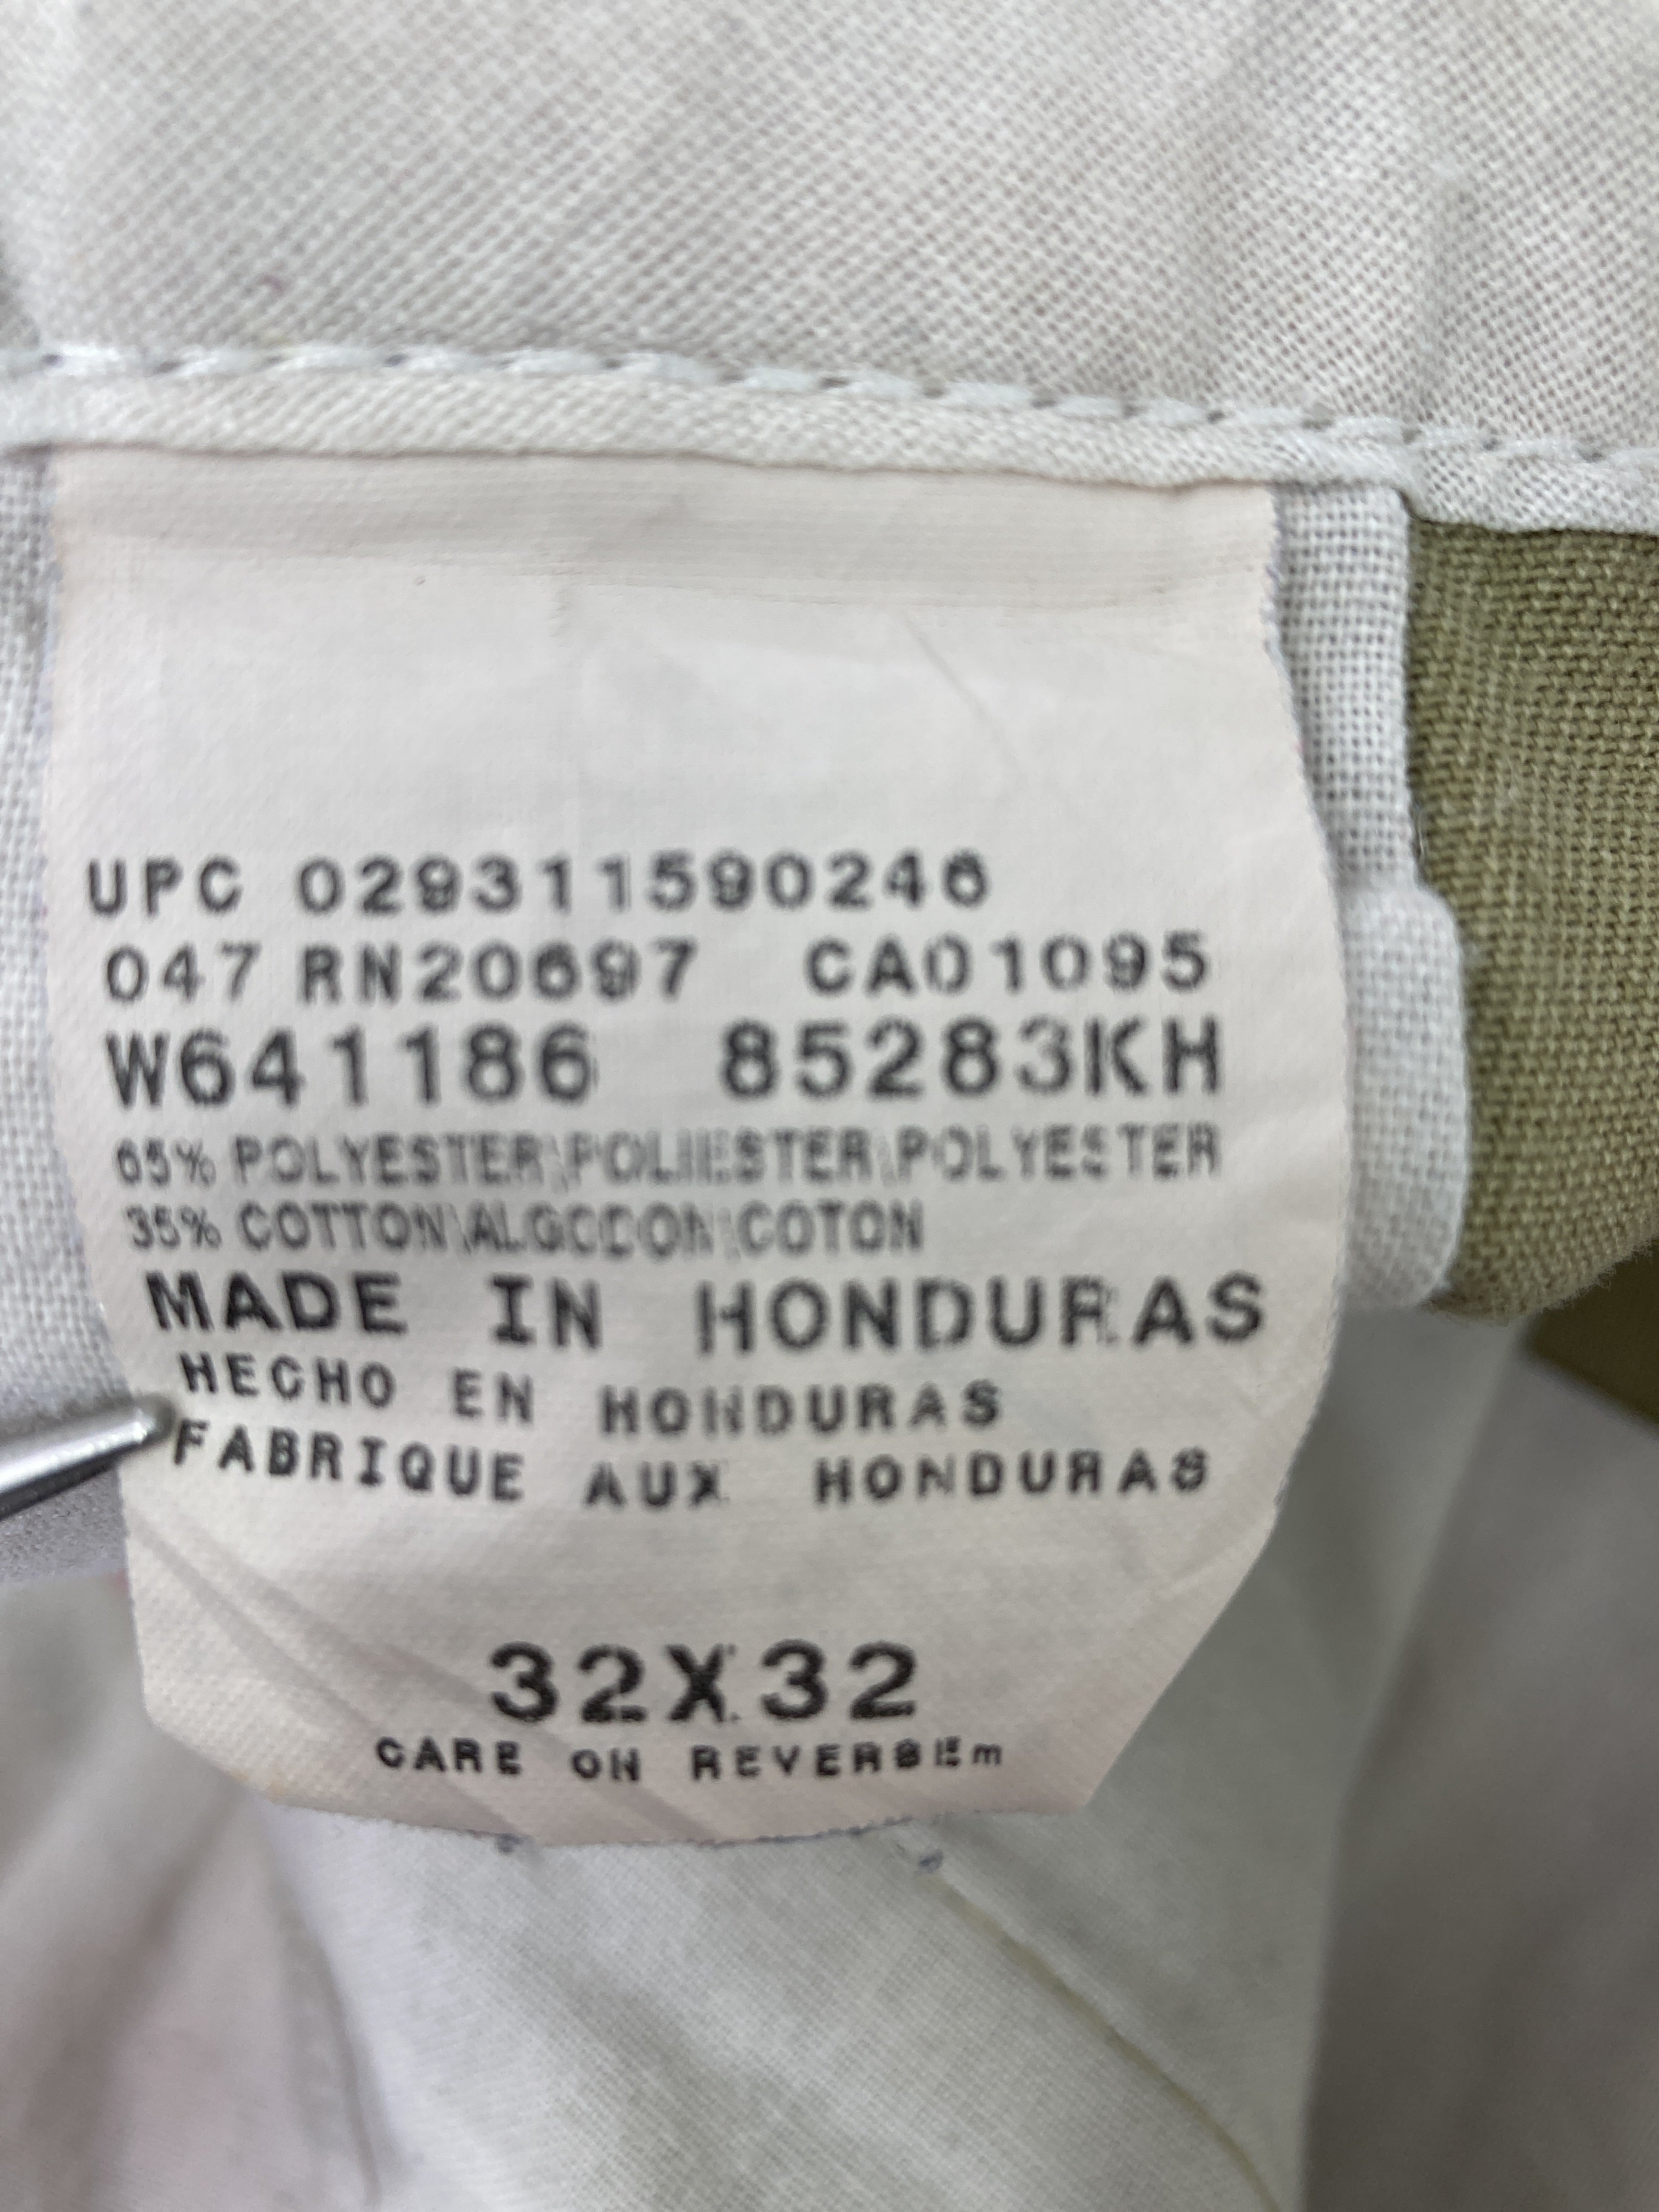 UPC 029311590246
047 RN20697 CA01095
W641186 85283KH
65% POLYESTER\POLIIESTER\POLYESTER
35% COTTON\ALGODON\COTON
MADE IN HONDURAS
HECHO EN HONDURAS
FABRIQUE AUX HONDURAS
32X32
CARE ON REVERSE m